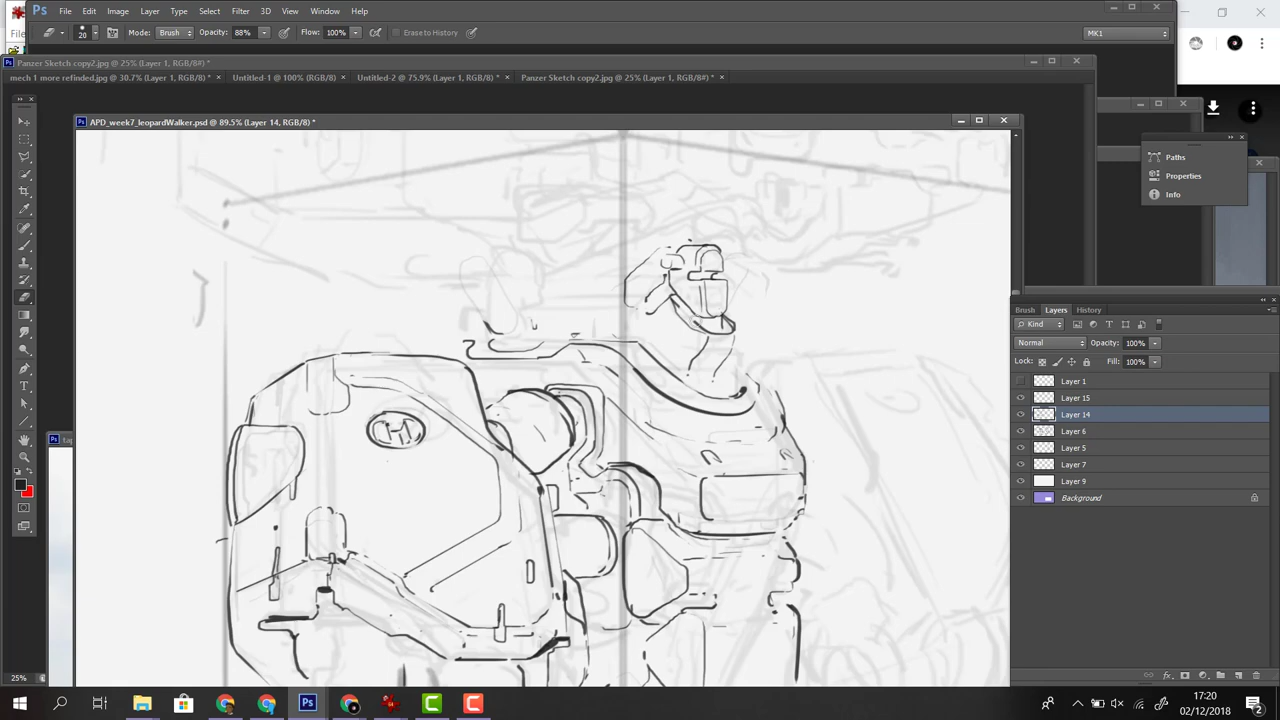 Ps File Edit Image Layer Type Select Filter 3D View Window Help
20 Mode: Brush Opacity: 88% Flow: 100% Erase to History MK1
Panzer Sketch copy2.jpg @ 25% (Layer 1, RGB/8#) *
mech 1 more refinded.jpg @ 30.7% (Layer 1, RGB/8) * × Untitled-1 @ 100% (RGB/8) × Untitled-2 @ 75.9% (Layer 1, RGB/8) * × Panzer Sketch copy2.jpg @ 25% (Layer 1, RGB/8#) * ×
APD_week7_leopardWalker.psd @ 89.5% (Layer 14, RGB/8) *
Paths
Properties
Info
H
Brush Layers History
Kind
Normal Opacity: 100%
Lock: Fill: 100%
Layer 1
Layer 15
Layer 14
Layer 6
Layer 5
Layer 7
Layer 9
Background
25%
Ps
17:20
02/12/2018
2